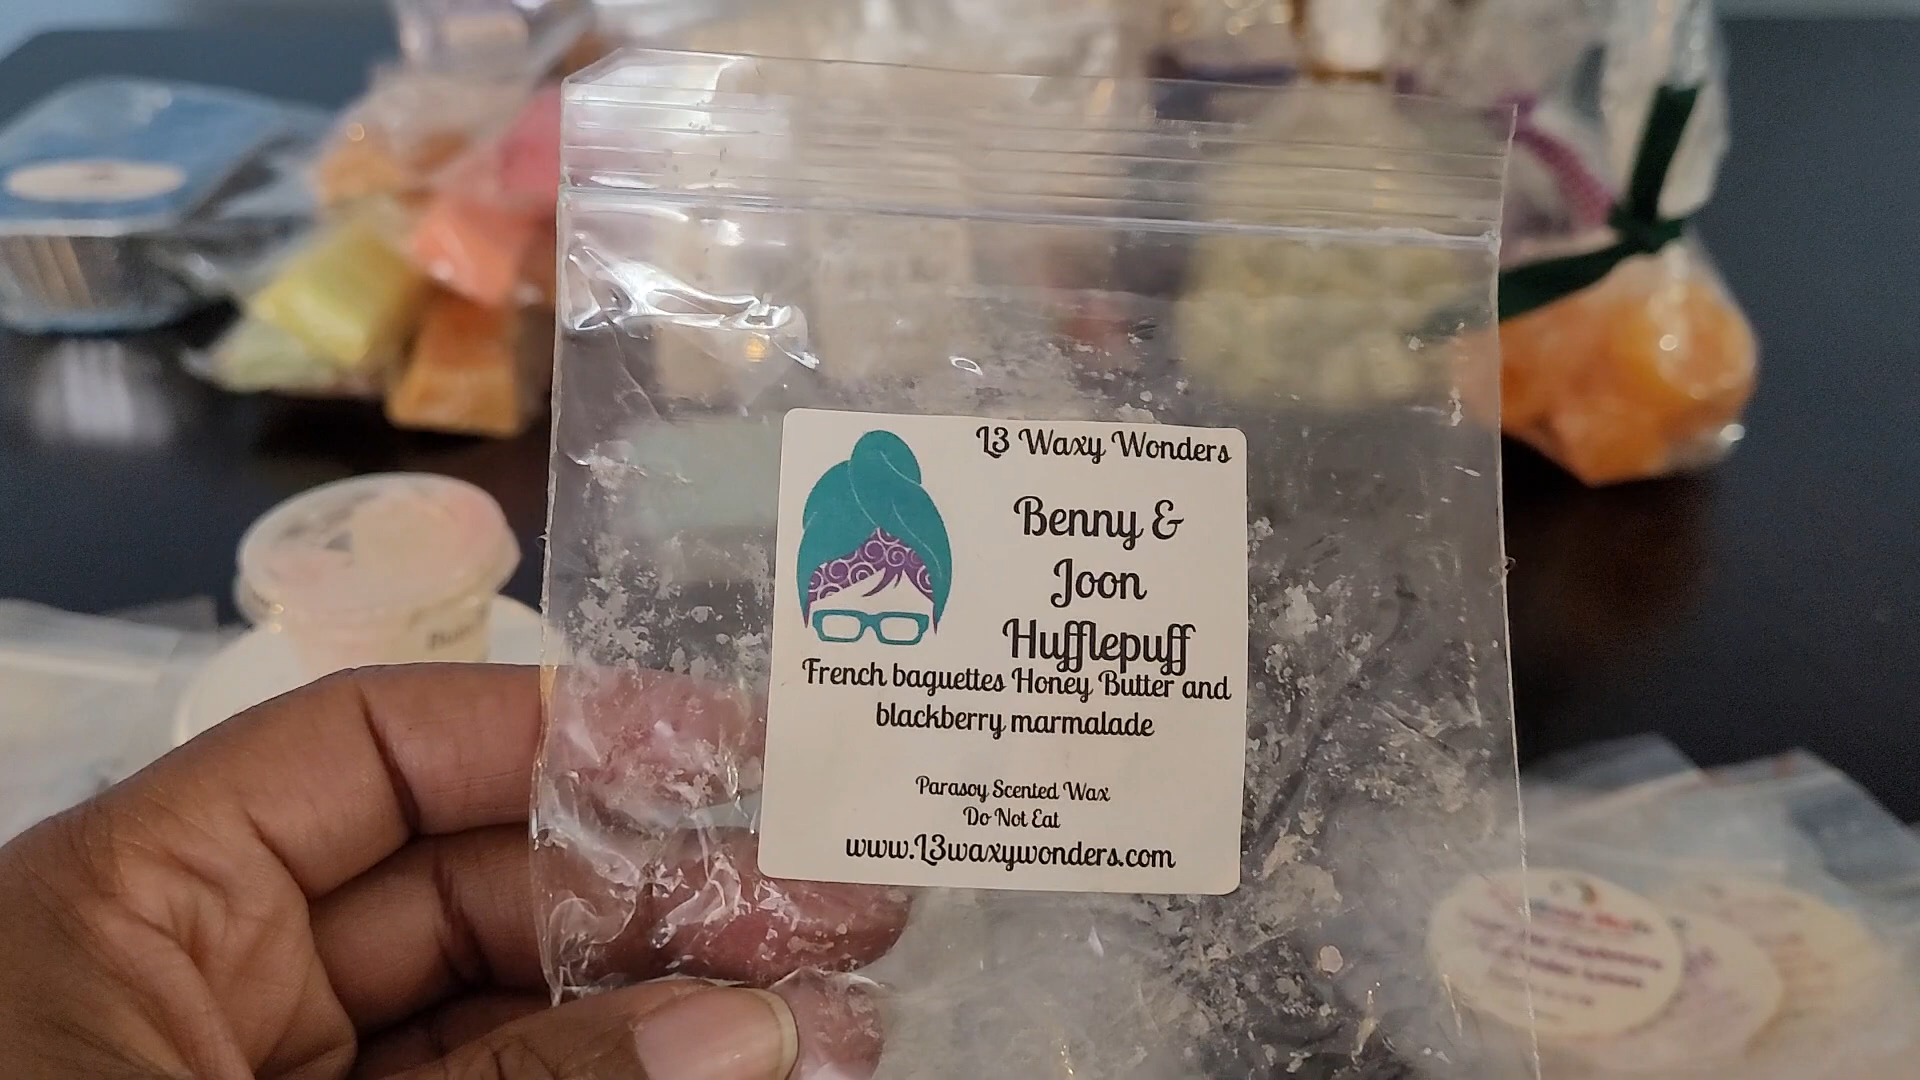 L3 Waxy Wonders
Benny &
Joon
Hufflepuff
French baguettes Honey Butter and
blackberry marmalade
Parasoy Scented Wax
Do Not Eat
www.L3waxywonders.com